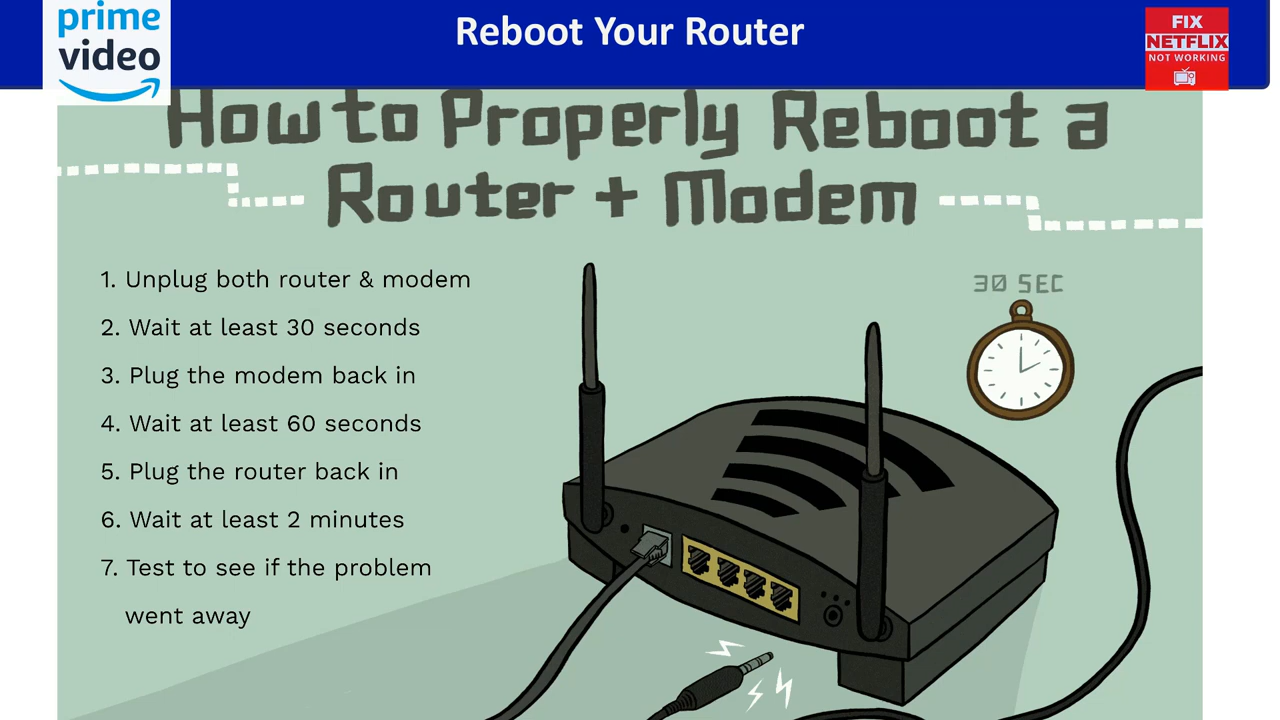 prime
video
Reboot Your Router
FIX
NETFLIX
NOT WORKING
How to Properly Reboot a
Router + Modem
1. Unplug both router & modem
2. Wait at least 30 seconds
3. Plug the modem back in
4. Wait at least 60 seconds
5. Plug the router back in
6. Wait at least 2 minutes
7. Test to see if the problem
went away
30 SEC